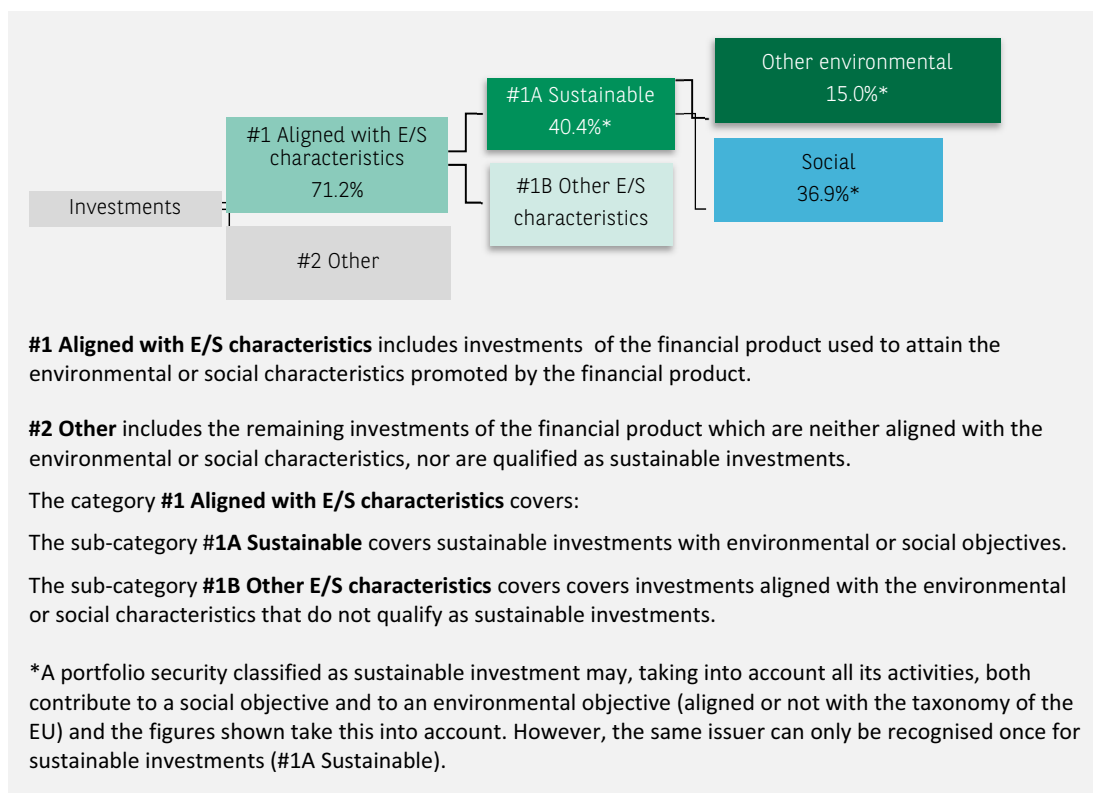 Other environmental
15.0%*
#1A Sustainable
40.4%*
#1 Aligned with E/S
characteristics
71.2%
Social
36.9%*
#1B Other E/S
characteristics
Investments
#2 Other
#1 Aligned with E/S characteristics includes investments of the financial product used to attain the
environmental or social characteristics promoted by the financial product.
#2 Other includes the remaining investments of the financial product which are neither aligned with the
environmental or social characteristics, nor are qualified as sustainable investments.
The category #1 Aligned with E/S characteristics covers:
The sub-category #1A Sustainable covers sustainable investments with environmental or social objectives.
The sub-category #1B Other E/S characteristics covers covers investments aligned with the environmental
or social characteristics that do not qualify as sustainable investments.
*A portfolio security classified as sustainable investment may, taking into account all its activities, both
contribute to a social objective and to an environmental objective (aligned or not with the taxonomy of the
EU) and the figures shown take this into account. However, the same issuer can only be recognised once for
sustainable investments (#1A Sustainable).